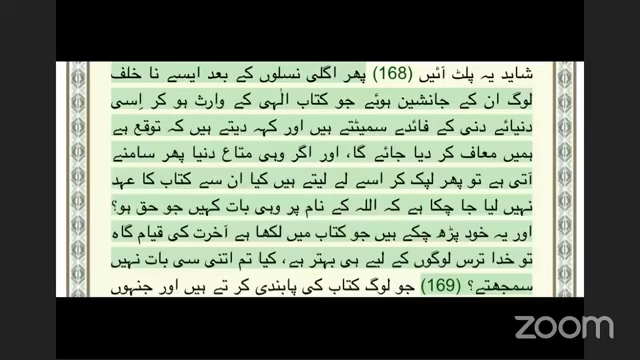 شاید یہ پلٹ آئیں (168) پھر اگلی نسلوں کے بعد ایسے نا خلف
لوگ ان کے جانشین ہوئے جو کتاب الٰہی کے وارث ہو کر اِسی
دنیائے دنی کے فائدے سمیٹتے ہیں اور کہہ دیتے ہیں کہ توقع ہے
ہمیں معاف کر دیا جائے گا، اور اگر وہی متاع دنیا پھر سامنے
آتی ہے تو پھر لپک کر اسے لے لیتے ہیں کیا ان سے کتاب کا عہد
نہیں لیا جا چکا ہے کہ اللہ کے نام پر وہی بات کہیں جو حق ہو؟
اور یہ خود پڑھ چکے ہیں جو کتاب میں لکھا ہے آخرت کی قیام گاہ
تو خدا ترس لوگوں کے لیے ہی بہتر ہے، کیا تم اتنی سی بات نہیں
سمجھتے؟ (169) جو لوگ کتاب کی پابندی کر تے ہیں اور جنہوں
zoom